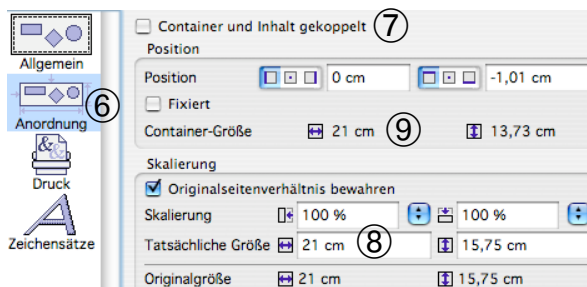 Allgemein
⑥
Anordnung
&&
Druck
Zeichensätze
Container und Inhalt gekoppelt ⑦
Position
Position 0 cm -1,01 cm
Fixiert
Container-Größe 21 cm ⑨ 13,73 cm
Skalierung
Originalseitenverhältnis bewahren
Skalierung 100 % 100 %
Tatsächliche Größe 21 cm ⑧ 15,75 cm
Originalgröße 21 cm 15,75 cm